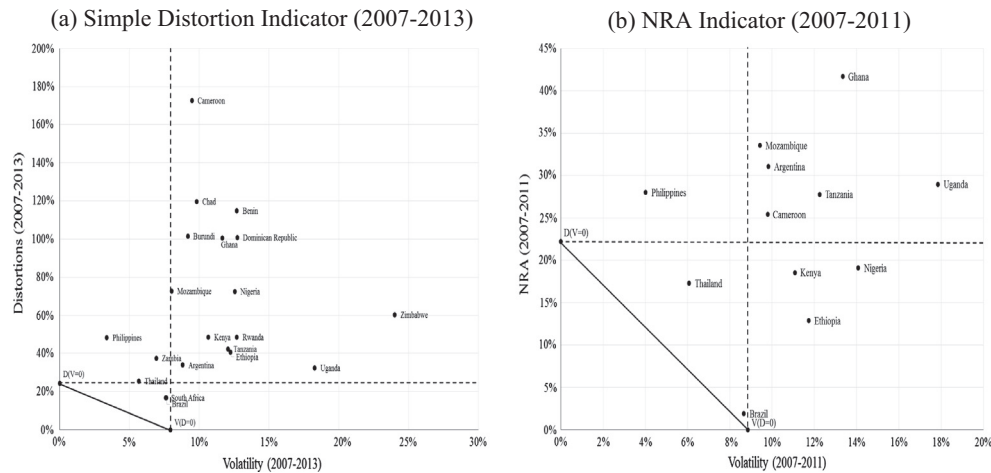 (a) Simple Distortion Indicator (2007-2013)
200%
180%
160%
140%
120%
100%
80%
60%
40%
20%
0%
Distortions (2007-2013)
Cameroon
Chad
Benin
Burundi
Ghana
Dominican Republic
Mozambique
Nigeria
Zimbabwe
Philippines
Kenya
Rwanda
Tanzania
Ethiopia
Zambia
Argentina
Uganda
D(V=0)
Thailand
South Africa
Brazil
V(D=0)
0%
5%
10%
15%
20%
25%
30%
Volatility (2007-2013)
(b) NRA Indicator (2007-2011)
45%
40%
35%
30%
25%
20%
15%
10%
5%
0%
NRA (2007-2011)
Ghana
Mozambique
Argentina
Philippines
Tanzania
Uganda
Cameroon
D(V=0)
Thailand
Kenya
Nigeria
Ethiopia
Brazil
V(D=0)
0%
2%
4%
6%
8%
10%
12%
14%
16%
18%
20%
Volatility (2007-2011)